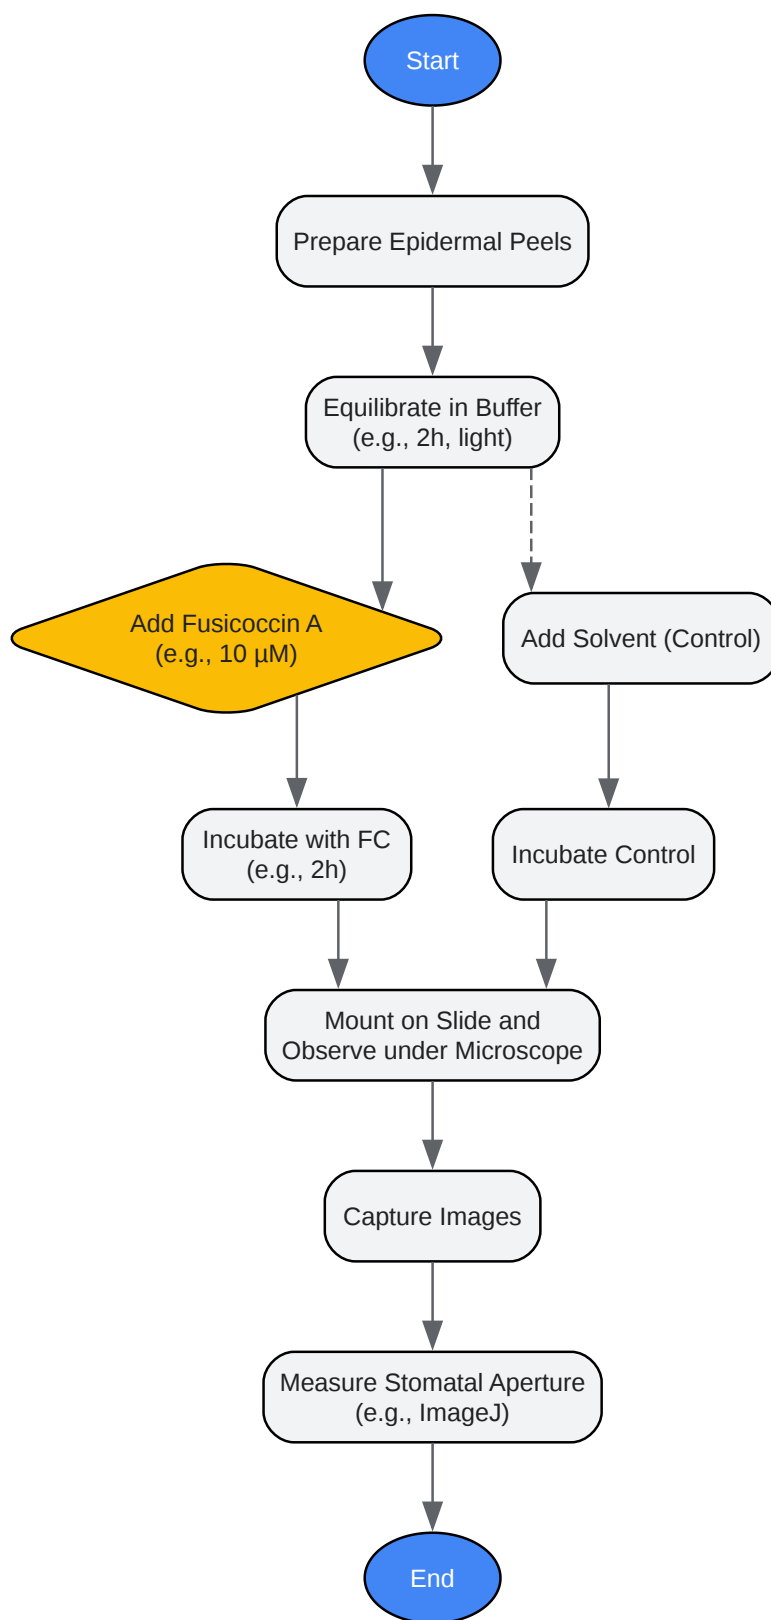 Start
Prepare Epidermal Peels
Equilibrate in Buffer
(e.g., 2h, light)
Add Fusicoccin A
(e.g., 10 µM)
Add Solvent (Control)
Incubate with FC
(e.g., 2h)
Incubate Control
Mount on Slide and
Observe under Microscope
Capture Images
Measure Stomatal Aperture
(e.g., ImageJ)
End